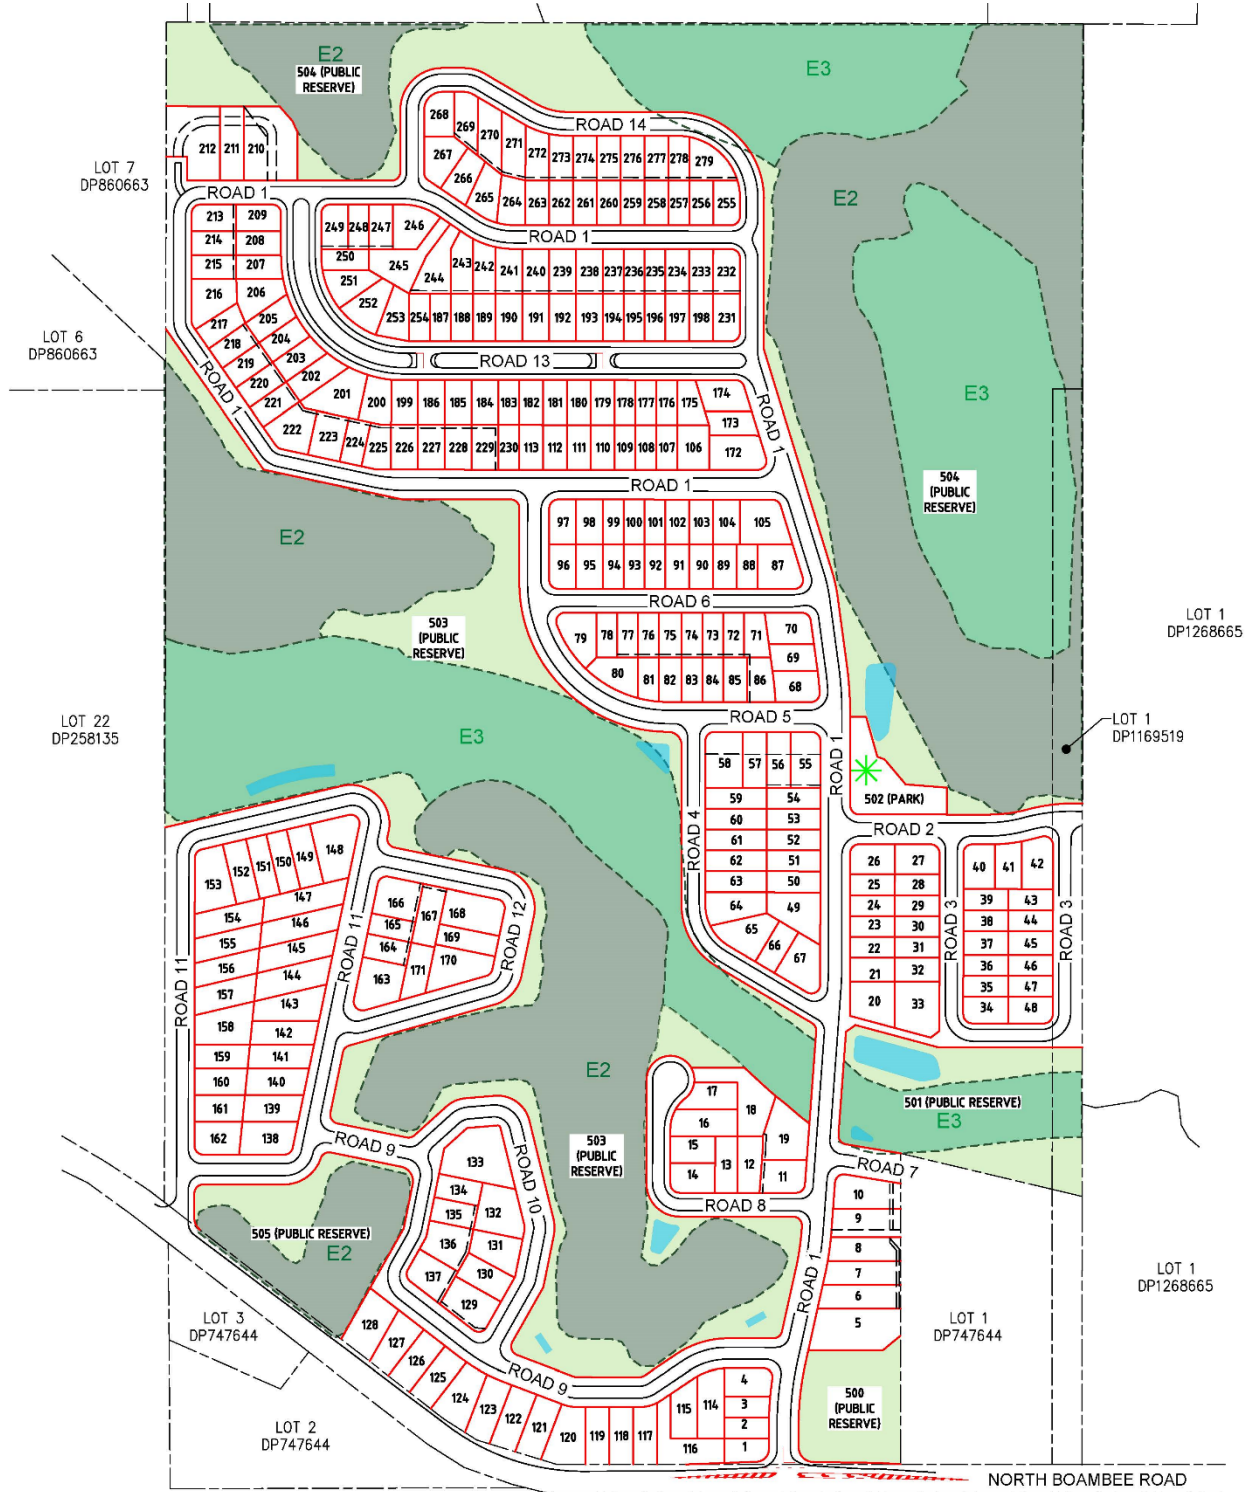 E2
504 (PUBLIC
RESERVE)
E3
268
269
270
271
ROAD 14
272 273 274 275 276 277 278 279
267
266
265
264 263 262 261 260 259 258 257 256 255
212 211 210
LOT 7
DP860663
ROAD 1
E2
213 209
214 208
215 207
216 206
217 205
218 204
219 203
220 202
221 201
222 223 224 225 226 227 228 229 230 113 112 111 110 109 108 107 106
249 248 247 246
250
251
252
245
244
243 242 241 240 239 238 237 236 235 234 233 232
ROAD 1
253 254 187 188 189 190 191 192 193 194 195 196 197 198 231
LOT 6
DP860663
ROAD 13
ROAD 1
200 199 186 185 184 183 182 181 180 179 178 177 176 175
174
173
172
ROAD 1
E3
504
(PUBLIC
RESERVE)
ROAD 1
E2
97 98 99 100 101 102 103 104 105
96 95 94 93 92 91 90 89 88 87
ROAD 6
503
(PUBLIC
RESERVE)
79 78 77 76 75 74 73 72 71 70
69
80 81 82 83 84 85 86 68
LOT 1
DP1268665
ROAD 5
LOT 22
DP258135
E3
LOT 1
DP1169519
ROAD 1
58 57 56 55
59 54
60 53
61 52
62 51
63 50
64 49
65
66
67
ROAD 4
502 (PARK)
ROAD 2
26 27
25 28
24 29
23 30
22 31
21 32
20 33
ROAD 3
40 41 42
39 43
38 44
37 45
36 46
35 47
34 48
ROAD 3
153 152 151 150 149 148
147
154 146
155 145
156 144
157 143
158 142
159 141
160 140
161 139
162 138
ROAD 11
ROAD 11
166 167 168
165 169
164 170
163 171
ROAD 12
E2
503
(PUBLIC
RESERVE)
17
16 18
15 19
14 13 12 11
ROAD 8
501 (PUBLIC RESERVE)
E3
ROAD 7
10
9
8
7
6
5
ROAD 1
ROAD 9
133
134
135 132
136 131
137 130
129
ROAD 10
505 (PUBLIC RESERVE)
E2
LOT 3
DP747644
LOT 1
DP747644
LOT 1
DP1268665
128
127
126
125
124
123
122
121
120
119 118 117
ROAD 9
115 114
116
4
3
2
1
500
(PUBLIC
RESERVE)
LOT 2
DP747644
NORTH BOAMBEE ROAD